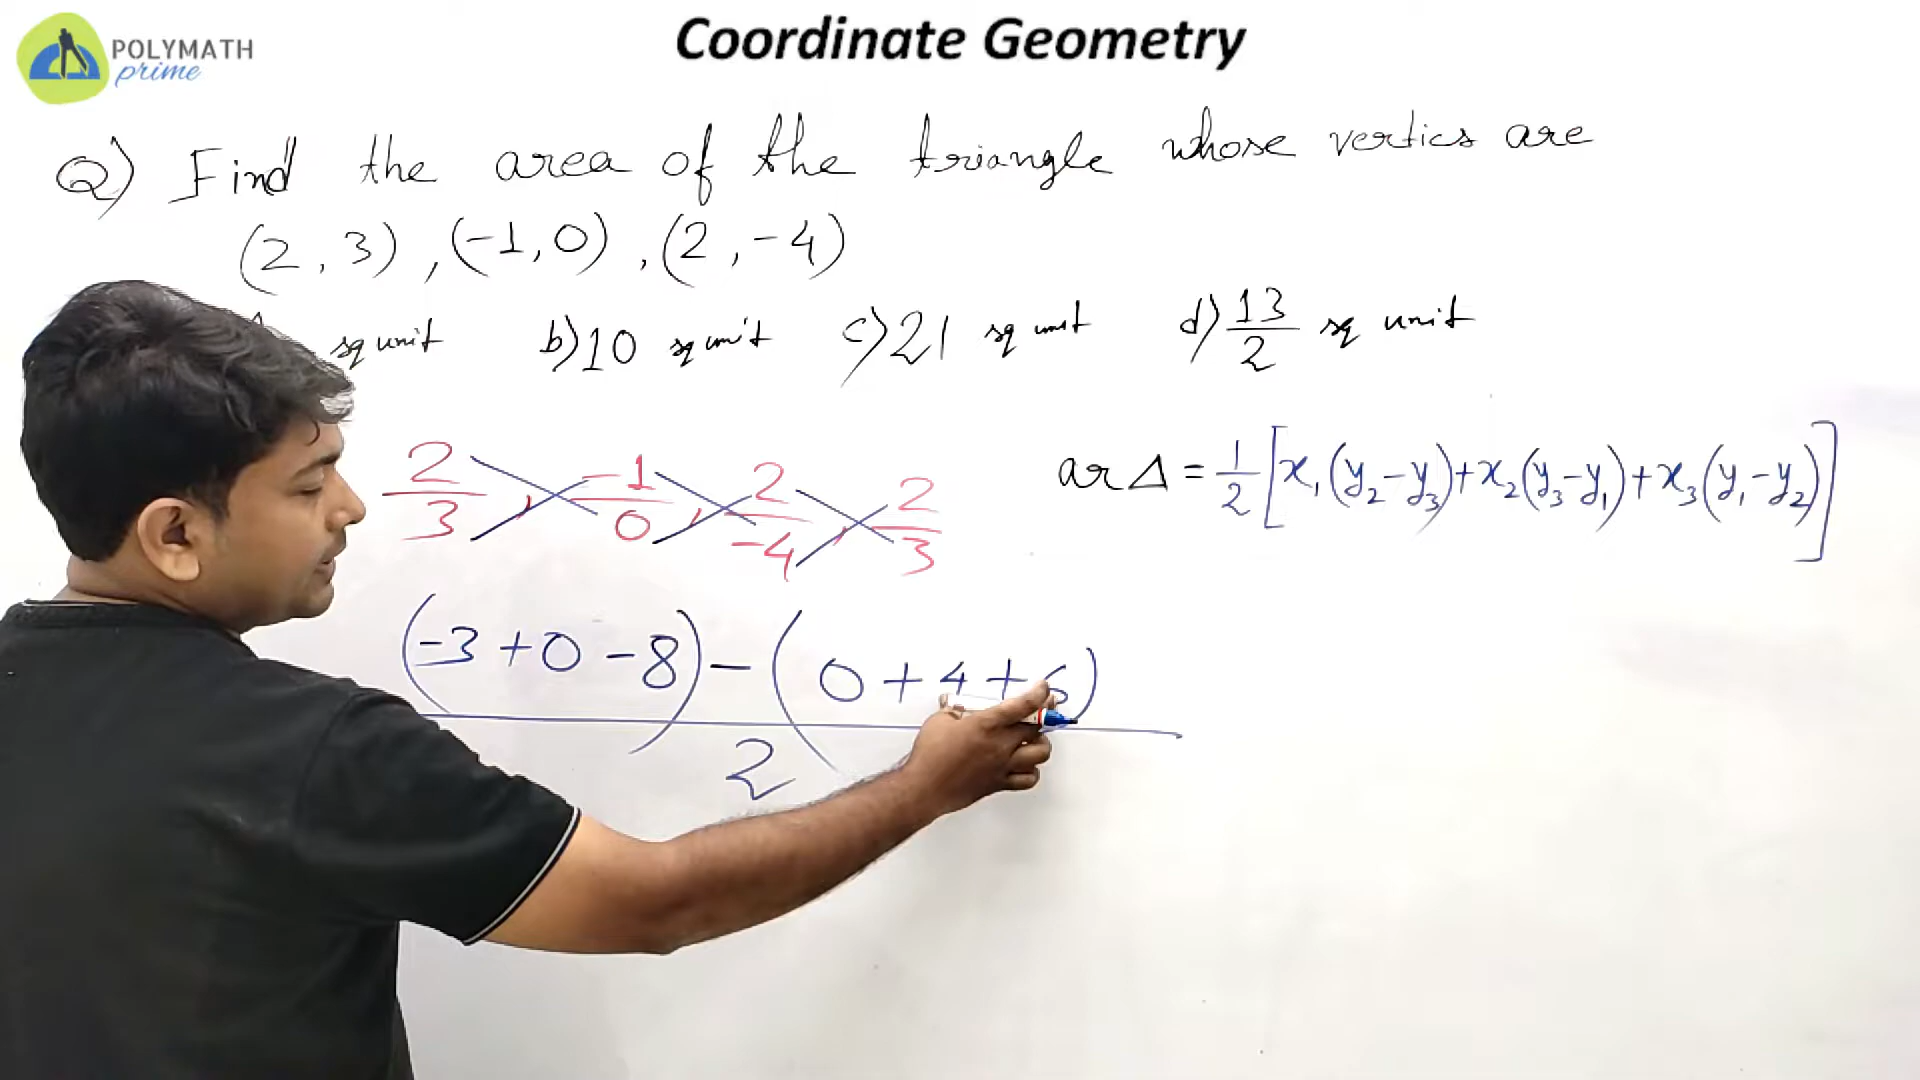 POLYMATH
prime
Coordinate Geometry
Q) Find the area of the triangle whose vertics are
(2, 3), (-1, 0), (2, -4)
sq unit b) 10 sq unit c) 21 sq unit d) 13/2 sq unit
2/3 -1/0 2/-4 2/3
ar Δ = 1/2 [x₁(y₂-y₃)+x₂(y₃-y₁)+x₃(y₁-y₂)]
(-3+0-8)-(0+4+6)
2